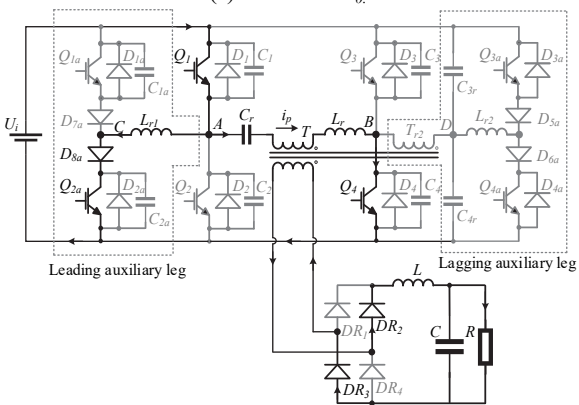 Q1a D1a C1a Q1 D1 C1 Q3 D3 C3 C3r Q3a D3a C3a
D7a C Lr1 A Cr ip T Lr B Tr2 D Lr2 D5a
Ui
D8a D6a
Q2a D2a C2a Q2 D2 C2 Q4 D4 C4 C4r Q4a D4a C4a
Leading auxiliary leg
Lagging auxiliary leg
L
DR1 DR2 C R
DR3 DR4